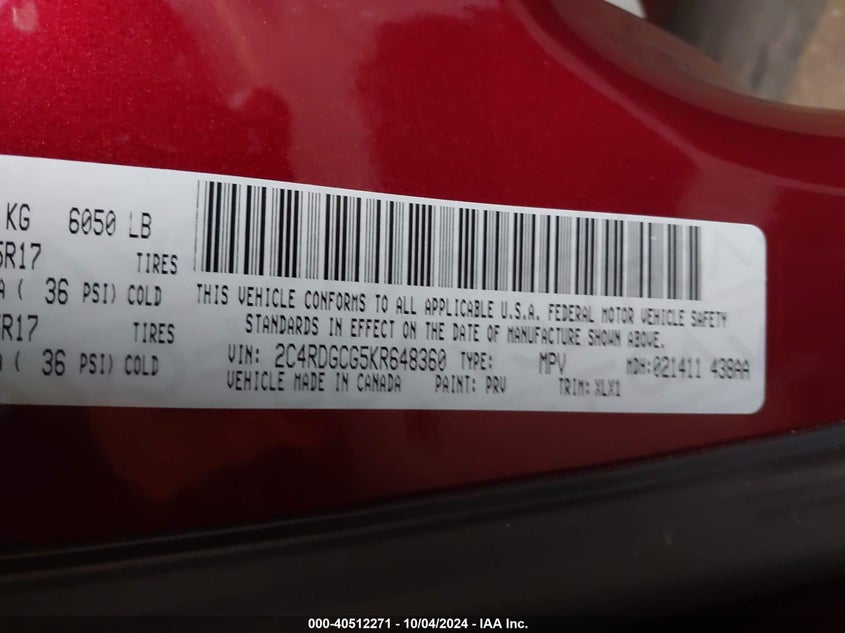 KG 6050 LB
5R17 TIRES
A ( 36 PSI) COLD
R17 TIRES
A ( 36 PSI) COLD
THIS VEHICLE CONFORMS TO ALL APPLICABLE U.S.A. FEDERAL MOTOR VEHICLE SAFETY
STANDARDS IN EFFECT ON THE DATE OF MANUFACTURE SHOWN ABOVE.
VIN: 2C4RDGCG5KR648360 TYPE: MPV MDH:021411 438AA
VEHICLE MADE IN CANADA PAINT: PRV TRIM: XLX1
000-40512271 - 10/04/2024 - IAA Inc.